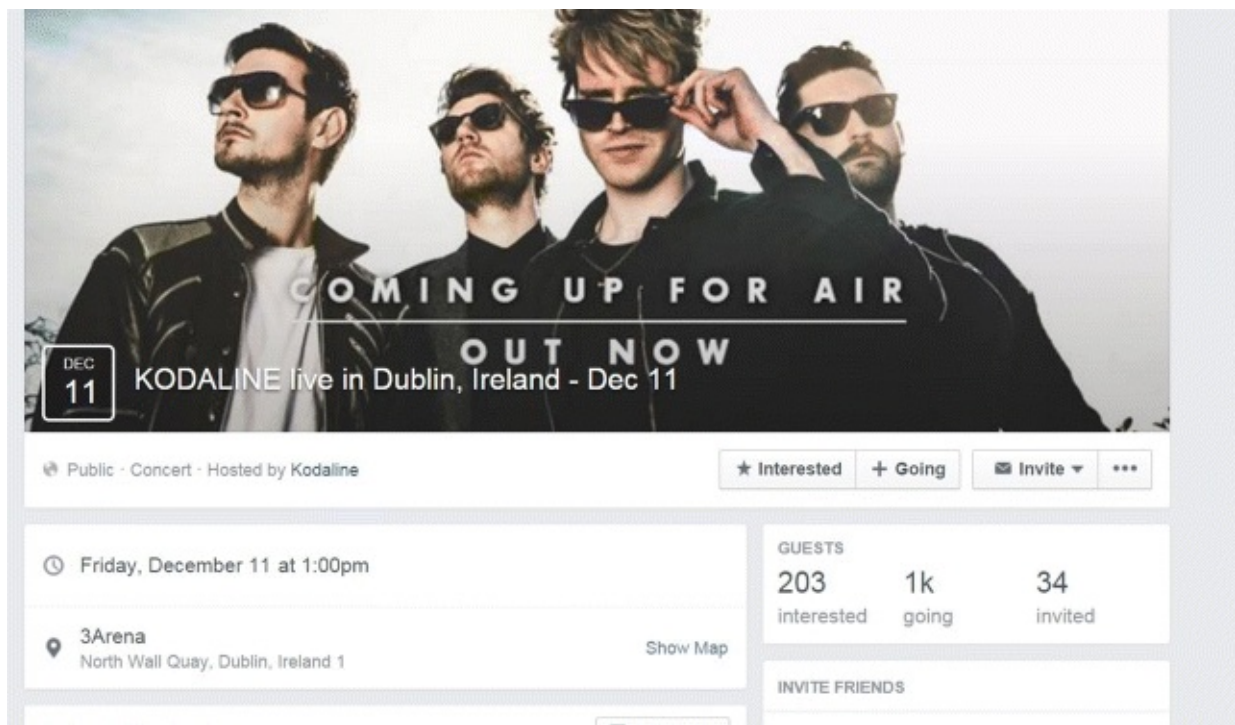 COMING UP FOR AIR
OUT NOW
DEC
11
KODALINE live in Dublin, Ireland - Dec 11
Public · Concert · Hosted by Kodaline
★ Interested
+ Going
Invite
•••
Friday, December 11 at 1:00pm
3Arena
North Wall Quay, Dublin, Ireland 1
Show Map
GUESTS
203 1k 34
interested going invited
INVITE FRIENDS